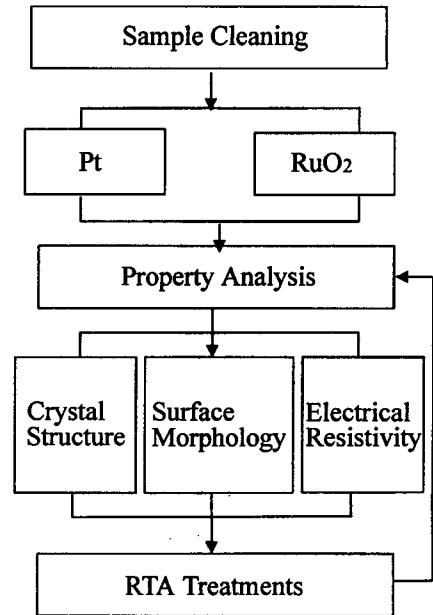 Sample Cleaning
Pt
RuO2
Property Analysis
Crystal
Structure
Surface
Morphology
Electrical
Resistivity
RTA Treatments